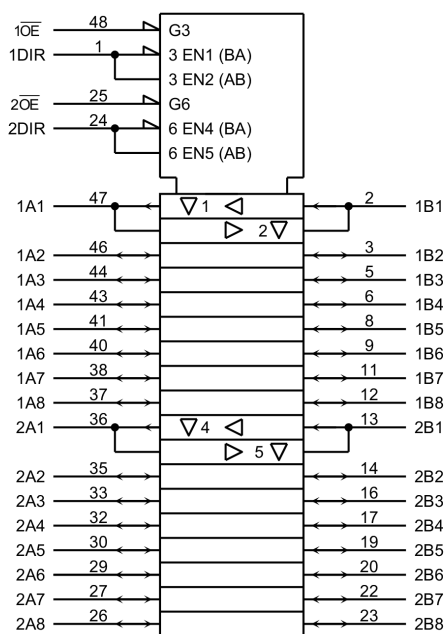 1OE 48 G3
1DIR 1 3 EN1 (BA)
3 EN2 (AB)
2OE 25 G6
2DIR 24 6 EN4 (BA)
6 EN5 (AB)
1A1 47 1 2 1B1
2
1A2 46 3 1B2
1A3 44 5 1B3
1A4 43 6 1B4
1A5 41 8 1B5
1A6 40 9 1B6
1A7 38 11 1B7
1A8 37 12 1B8
2A1 36 4 13 2B1
5
2A2 35 14 2B2
2A3 33 16 2B3
2A4 32 17 2B4
2A5 30 19 2B5
2A6 29 20 2B6
2A7 27 22 2B7
2A8 26 23 2B8